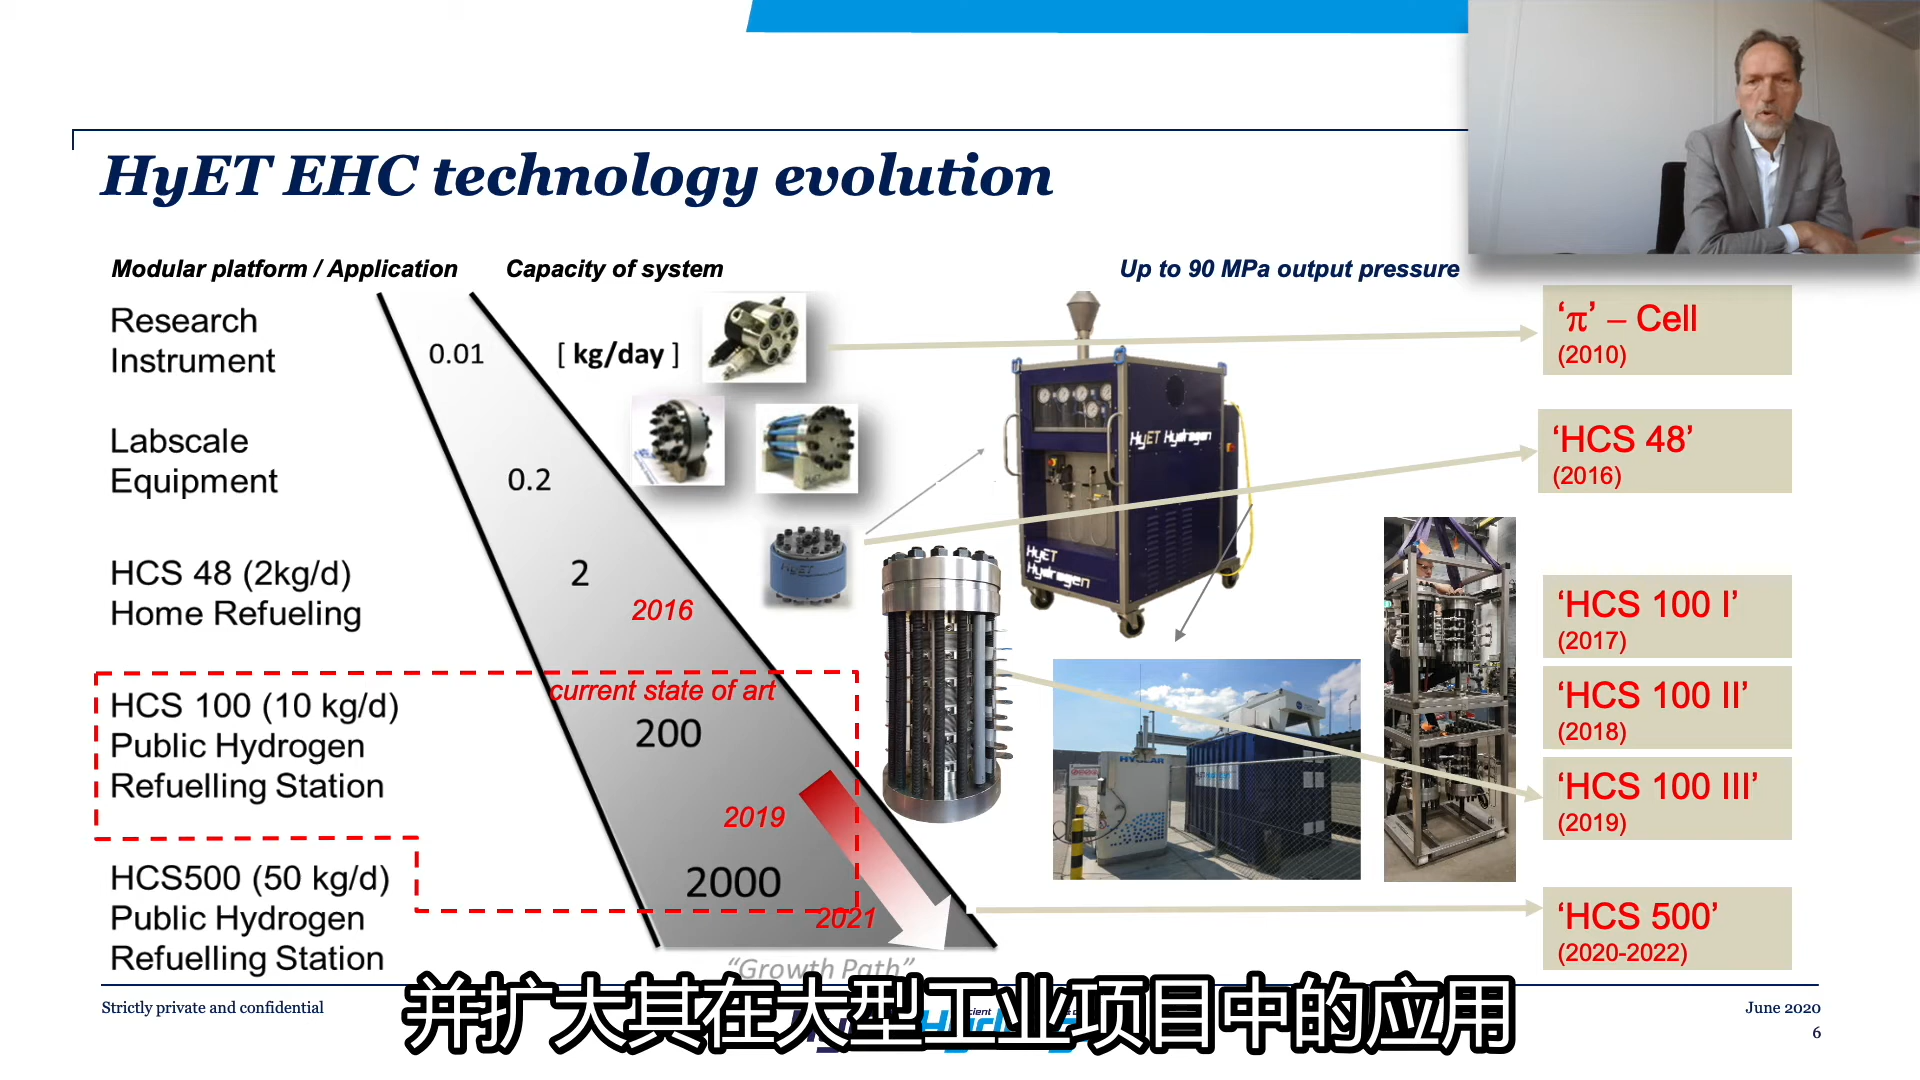 HyET EHC technology evolution
Modular platform / Application
Capacity of system
Up to 90 MPa output pressure
Research
Instrument
0.01
[ kg/day ]
‘π’ – Cell
(2010)
Labscale
Equipment
0.2
HyET Hydrogen
‘HCS 48’
(2016)
HCS 48 (2kg/d)
Home Refueling
2
2016
HyET
HyET
Hydrogen
‘HCS 100 I’
(2017)
HCS 100 (10 kg/d)
Public Hydrogen
Refuelling Station
current state of art
200
2019
‘HCS 100 II’
(2018)
‘HCS 100 III’
(2019)
HCS500 (50 kg/d)
Public Hydrogen
Refuelling Station
2000
2021
‘HCS 500’
(2020-2022)
“Growth Path”
并扩大其在大型工业项目中的应用
Strictly private and confidential
June 2020
6